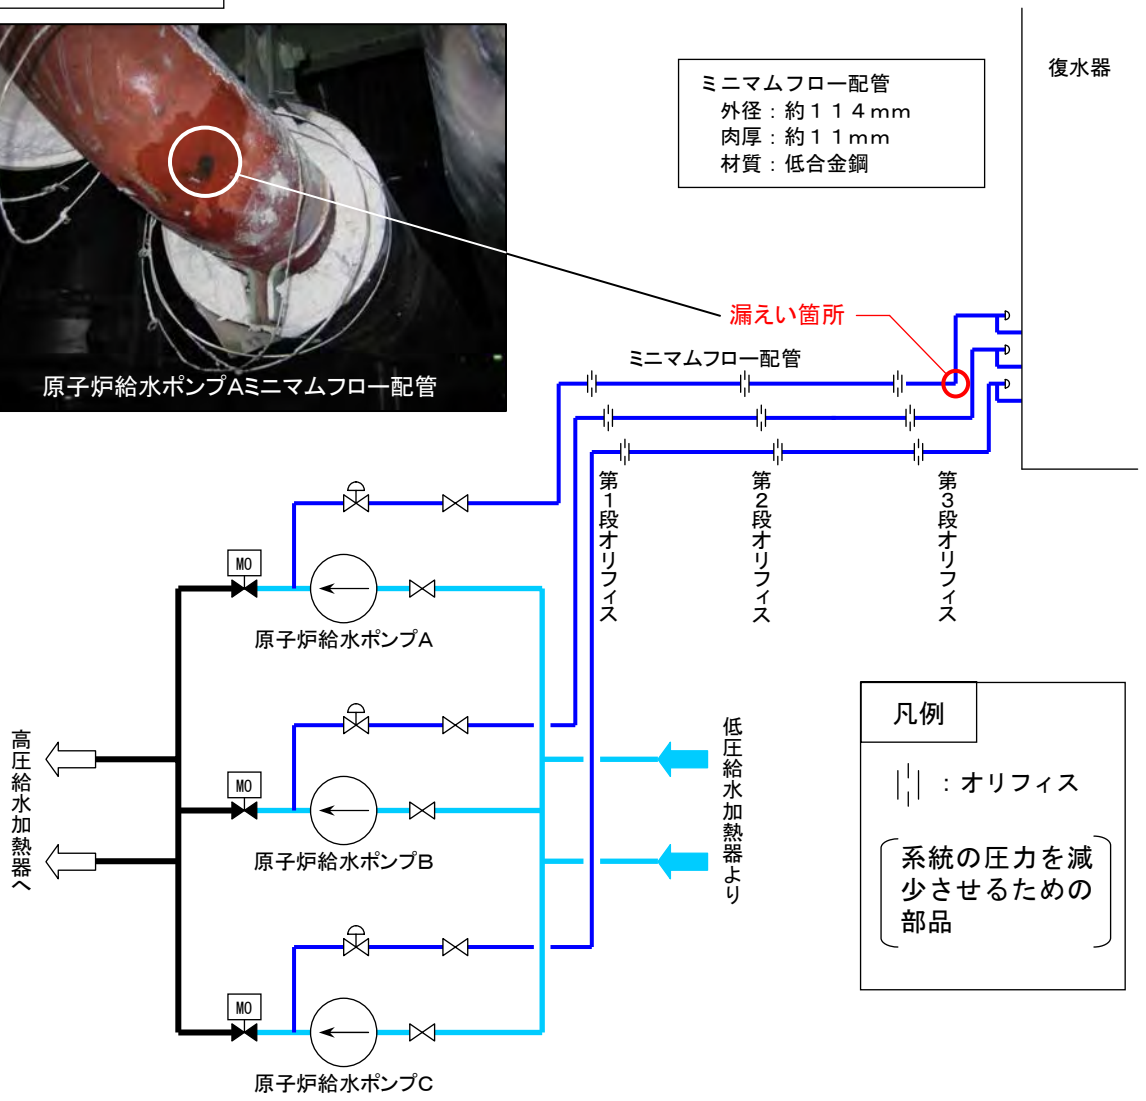 復水器
ミニマムフロー配管
外径：約１１４mm
肉厚：約１１mm
材質：低合金鋼
原子炉給水ポンプAミニマムフロー配管
漏えい箇所
ミニマムフロー配管
第1段オリフィス
第2段オリフィス
第3段オリフィス
MO
原子炉給水ポンプA
高圧給水加熱器へ
低圧給水加熱器より
MO
原子炉給水ポンプB
MO
原子炉給水ポンプC
凡例
：オリフィス
系統の圧力を減
少させるための
部品